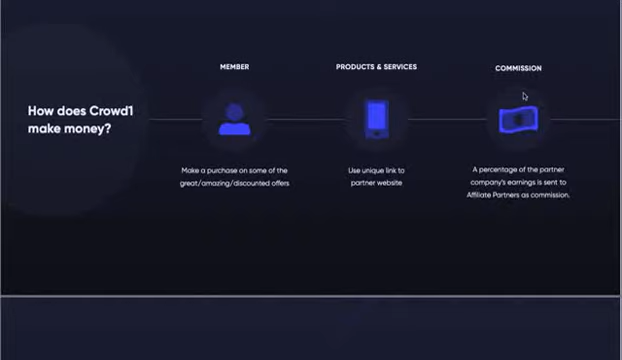 How does Crowd1
make money?
MEMBER
Make a purchase on some of the
great/amazing/discounted offers
PRODUCTS & SERVICES
Use unique link to
partner website
COMMISSION
A percentage of the partner
company's earnings is sent to
Affiliate Partners as commission.